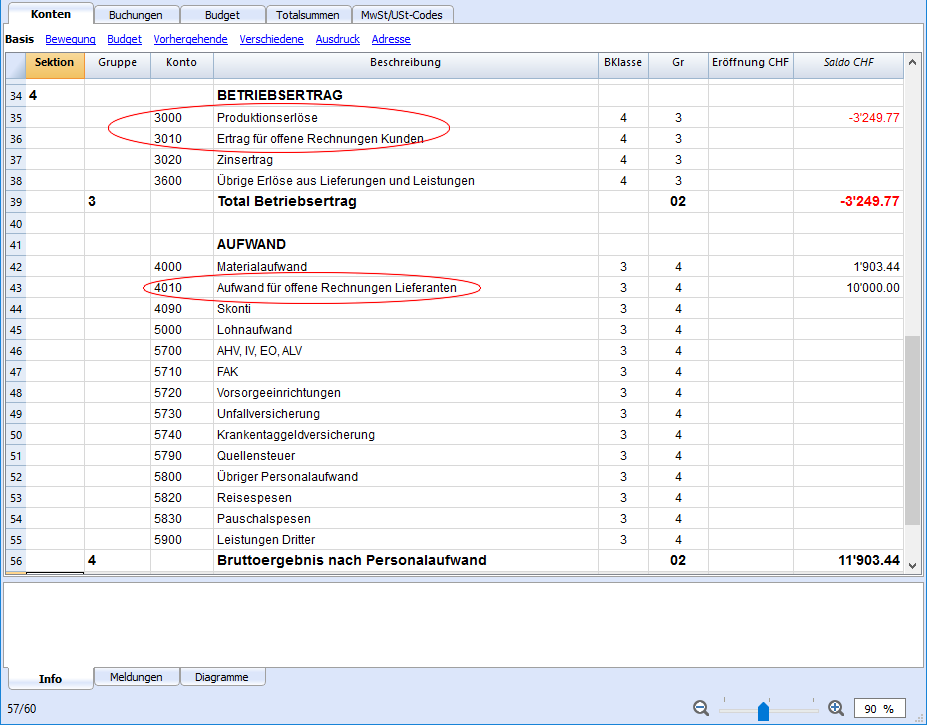 Konten Buchungen Budget Totalsummen MwSt/USt-Codes
Basis Bewegung Budget Vorhergehende Verschiedene Ausdruck Adresse
Sektion Gruppe Konto Beschreibung BKlasse Gr Eröffnung CHF Saldo CHF
34 4 BETRIEBSERTRAG
35 3000 Produktionserlöse 4 3 -3'249.77
36 3010 Ertrag für offene Rechnungen Kunden 4 3
37 3020 Zinsertrag 4 3
38 3600 Übrige Erlöse aus Lieferungen und Leistungen 4 3
39 3 Total Betriebsertrag 02 -3'249.77
40
41 AUFWAND
42 4000 Materialaufwand 3 4 1'903.44
43 4010 Aufwand für offene Rechnungen Lieferanten 3 4 10'000.00
44 4090 Skonti 3 4
45 5000 Lohnaufwand 3 4
46 5700 AHV, IV, EO, ALV 3 4
47 5710 FAK 3 4
48 5720 Vorsorgeeinrichtungen 3 4
49 5730 Unfallversicherung 3 4
50 5740 Krankentaggeldversicherung 3 4
51 5790 Quellensteuer 3 4
52 5800 Übriger Personalaufwand 3 4
53 5820 Reisespesen 3 4
54 5830 Pauschalspesen 3 4
55 5900 Leistungen Dritter 3 4
56 4 Bruttoergebnis nach Personalaufwand 02 11'903.44
Info Meldungen Diagramme
57/60 90 %